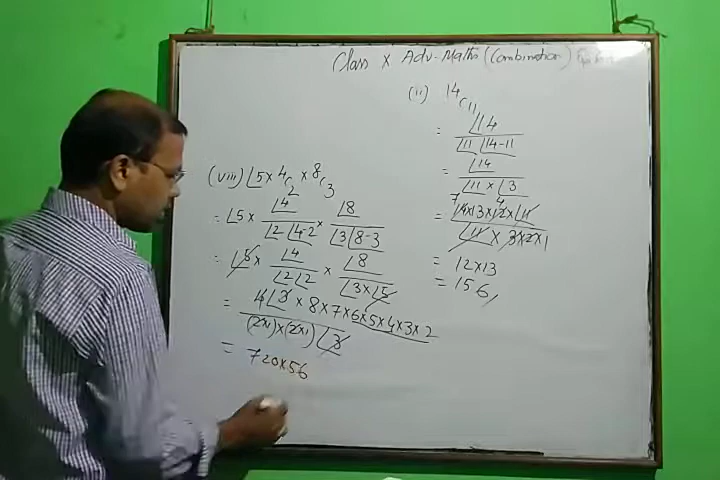 Class X Adv. Maths (Combination)
(ii) 14C11
= ⌊14 / ⌊11 ⌊14-11
= ⌊14 / ⌊11 × ⌊3
= 14×13×12×⌊11 / ⌊11 × 3×2×1
= 12×13
= 156
(viii) ⌊5 × 4C2 × 8C3
= ⌊5 × ⌊4 / ⌊2 ⌊4-2 × ⌊8 / ⌊3 ⌊8-3
= ⌊5 × ⌊4 / ⌊2 ⌊2 × ⌊8 / ⌊3 × ⌊5
= 4⌊3 × 8×7×6×5×4×3×2 / (2×1)×(2×1) ⌊3
= 720×56